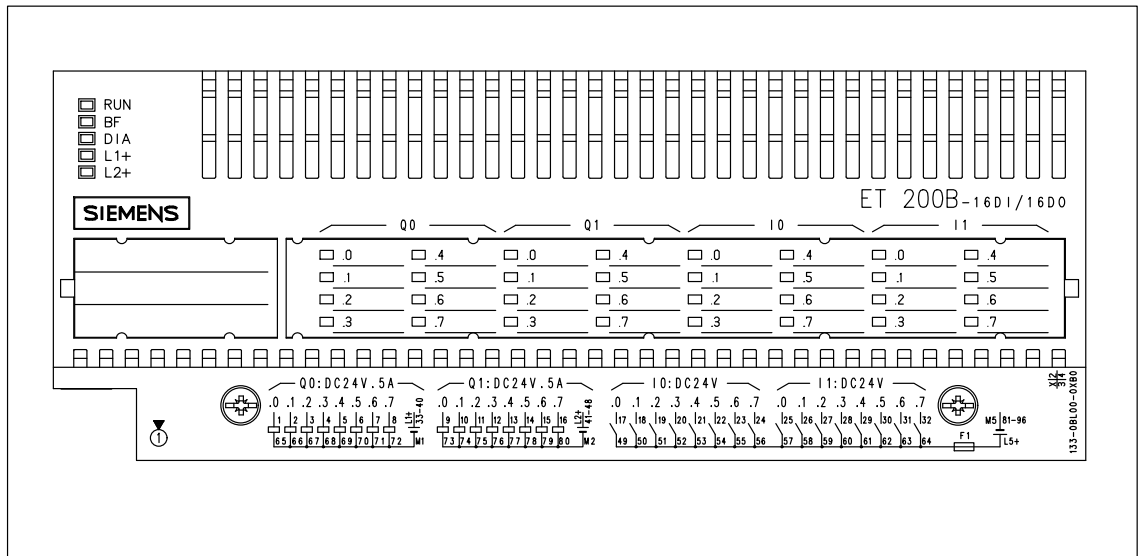 RUN
BF
DIA
L1+
L2+
SIEMENS
ET 200B-16DI/16DO
Q0 Q1 I0 I1
.0 .4 .0 .4 .0 .4 .0 .4
.1 .5 .1 .5 .1 .5 .1 .5
.2 .6 .2 .6 .2 .6 .2 .6
.3 .7 .3 .7 .3 .7 .3 .7
Q0:DC24V.5A Q1:DC24V.5A I0:DC24V I1:DC24V
.0 .1 .2 .3 .4 .5 .6 .7 .0 .1 .2 .3 .4 .5 .6 .7 .0 .1 .2 .3 .4 .5 .6 .7 .0 .1 .2 .3 .4 .5 .6 .7
1 2 3 4 5 6 7 8 L1+ 33-40 9 10 11 12 13 14 15 16 L2+ 41-48 17 18 19 20 21 22 23 24 25 26 27 28 29 30 31 32 M5 81-96
65 66 67 68 69 70 71 72 M1 73 74 75 76 77 78 79 80 M2 49 50 51 52 53 54 55 56 57 58 59 60 61 62 63 64 F1 L5+
1
X 2
3 4
133-0BL00-0XB0